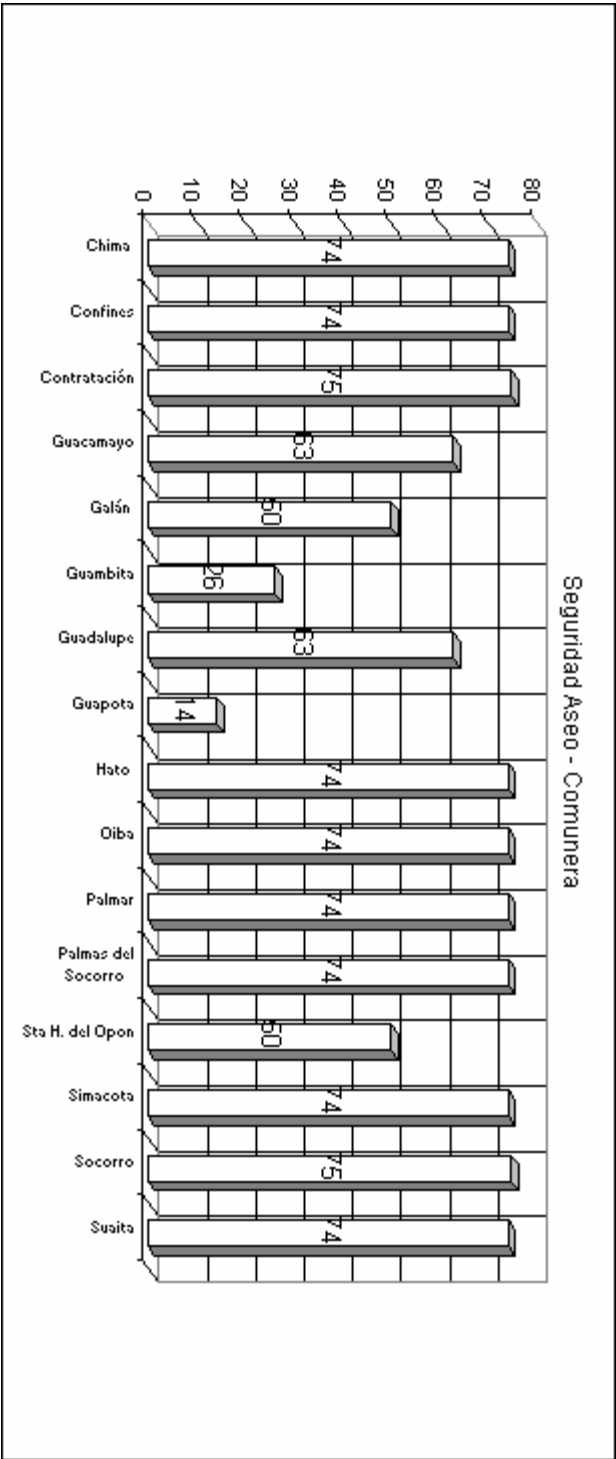 Seguridad Aseo - Comunera
80
70
60
50
40
30
20
10
0
74
74
75
63
50
26
63
14
74
74
74
74
50
74
75
74
Chima
Confines
Contratación
Guacamayo
Galán
Guambita
Guadalupe
Guapota
Hato
Oiba
Palmar
Palmas del
Socorro
Sta H. del Opon
Simacota
Socorro
Suaita